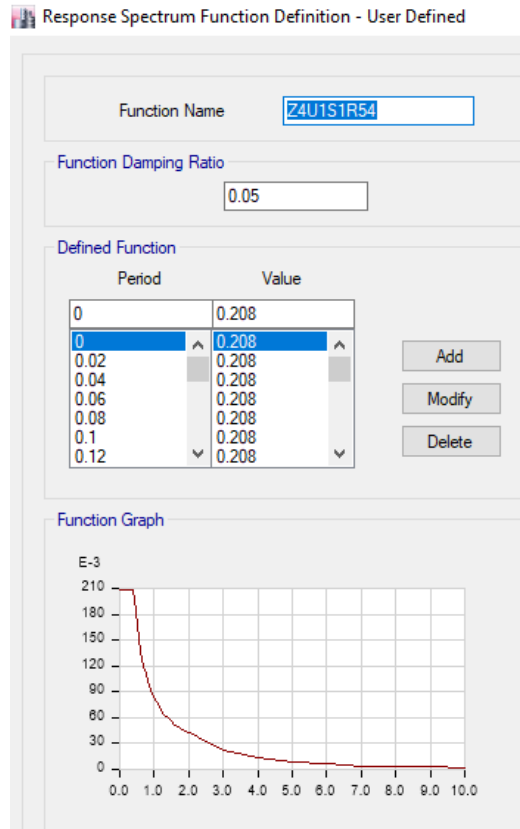 Response Spectrum Function Definition - User Defined
Function Name Z4U1S1R54
Function Damping Ratio
0.05
Defined Function
Period Value
0 0.208
0 0.208
0.02 0.208
0.04 0.208
0.06 0.208
0.08 0.208
0.1 0.208
0.12 0.208
Add
Modify
Delete
Function Graph
E-3
210
180
150
120
90
60
30
0
0.0 1.0 2.0 3.0 4.0 5.0 6.0 7.0 8.0 9.0 10.0